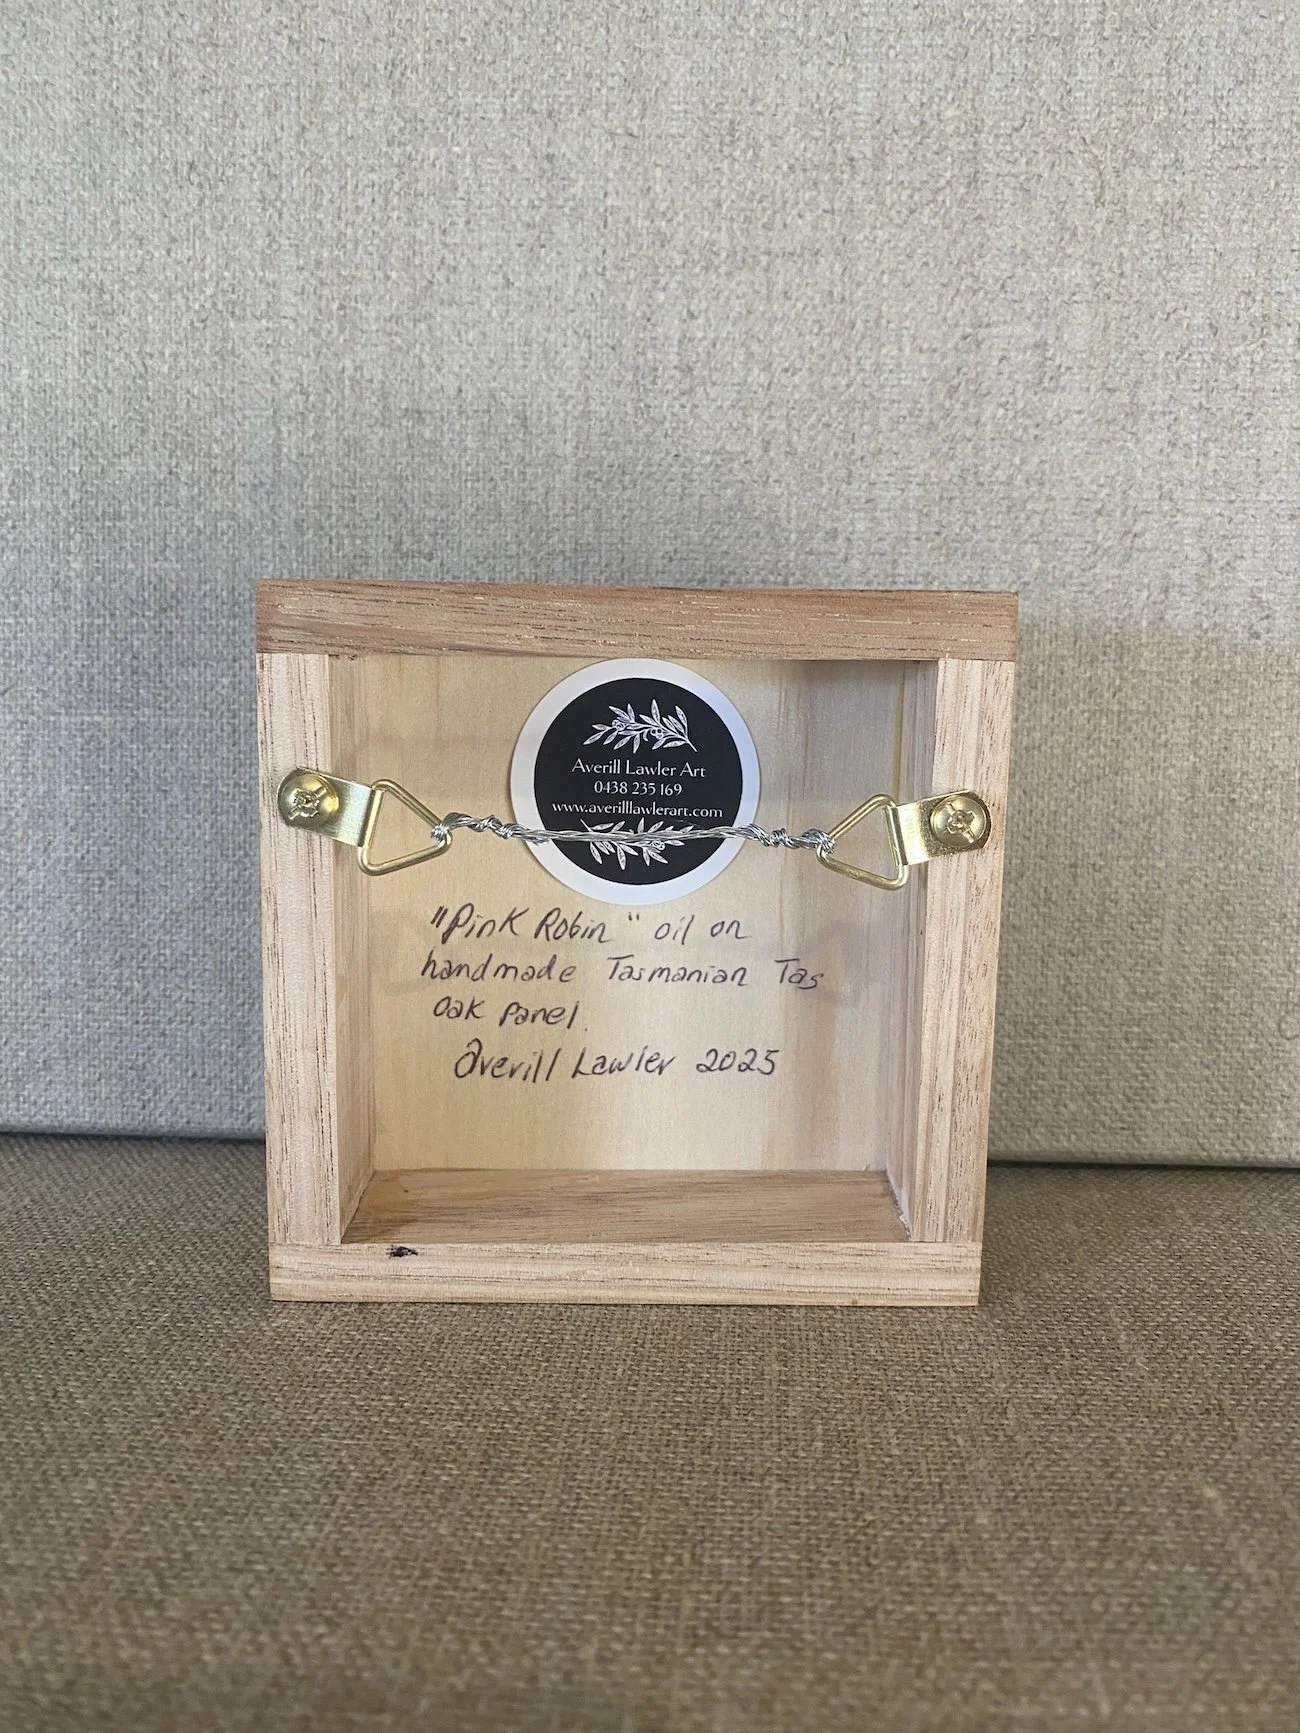 Averill Lawler Art
0438 235 169
www.averilllawlerart.com
"Pink Robin" oil on
handmade Tasmanian Tas
oak panel.
Averill Lawler 2025